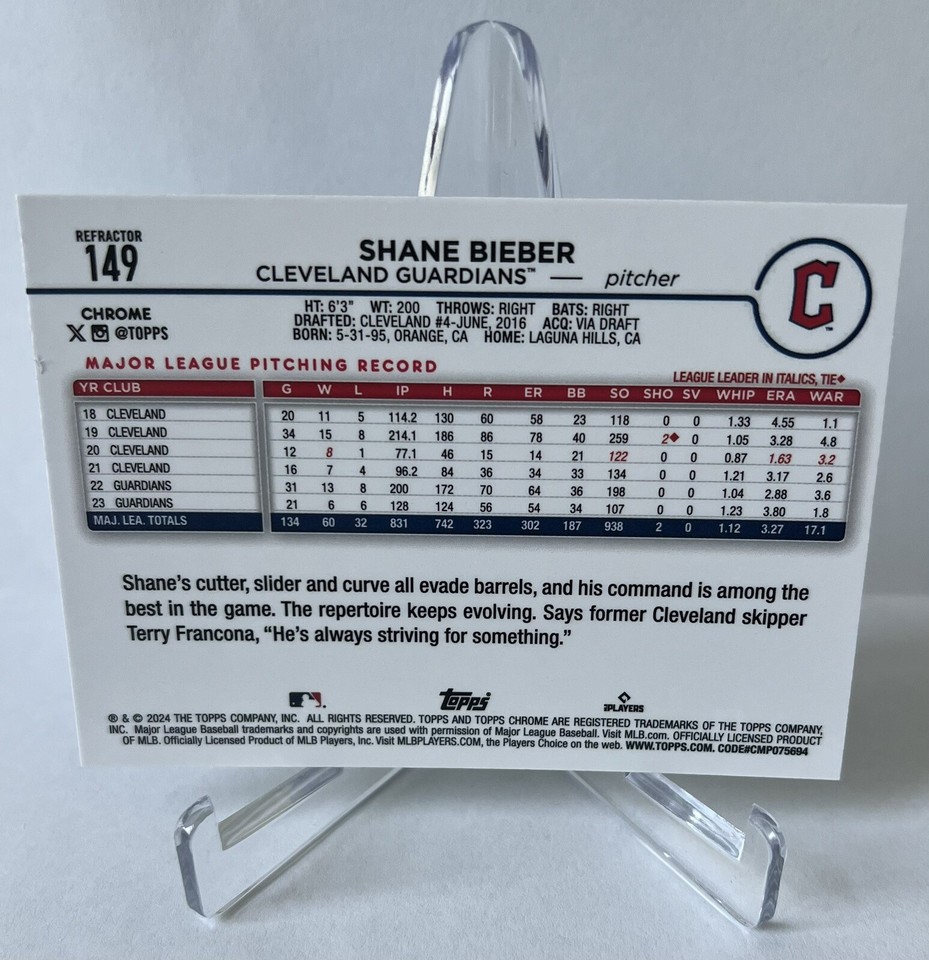 REFRACTOR
149
SHANE BIEBER
CLEVELAND GUARDIANS™ — pitcher
C
CHROME
@TOPPS
HT: 6'3" WT: 200 THROWS: RIGHT BATS: RIGHT
DRAFTED: CLEVELAND #4-JUNE, 2016 ACQ: VIA DRAFT
BORN: 5-31-95, ORANGE, CA HOME: LAGUNA HILLS, CA
MAJOR LEAGUE PITCHING RECORD
LEAGUE LEADER IN ITALICS, TIE◆
YR CLUB G W L IP H R ER BB SO SHO SV WHIP ERA WAR
18 CLEVELAND 20 11 5 114.2 130 60 58 23 118 0 0 1.33 4.55 1.1
19 CLEVELAND 34 15 8 214.1 186 86 78 40 259 2◆ 0 1.05 3.28 4.8
20 CLEVELAND 12 8 1 77.1 46 15 14 21 122 0 0 0.87 1.63 3.2
21 CLEVELAND 16 7 4 96.2 84 36 34 33 134 0 0 1.21 3.17 2.6
22 GUARDIANS 31 13 8 200 172 70 64 36 198 0 0 1.04 2.88 3.6
23 GUARDIANS 21 6 6 128 124 56 54 34 107 0 0 1.23 3.80 1.8
MAJ. LEA. TOTALS 134 60 32 831 742 323 302 187 938 2 0 1.12 3.27 17.1
Shane's cutter, slider and curve all evade barrels, and his command is among the
best in the game. The repertoire keeps evolving. Says former Cleveland skipper
Terry Francona, "He's always striving for something."
topps
PLAYERS
® & © 2024 THE TOPPS COMPANY, INC. ALL RIGHTS RESERVED. TOPPS AND TOPPS CHROME ARE REGISTERED TRADEMARKS OF THE TOPPS COMPANY,
INC. Major League Baseball trademarks and copyrights are used with permission of Major League Baseball. Visit MLB.com. OFFICIALLY LICENSED PRODUCT
OF MLB. Officially Licensed Product of MLB Players, Inc. Visit MLBPLAYERS.COM, the Players Choice on the web. WWW.TOPPS.COM. CODE#CMP075694